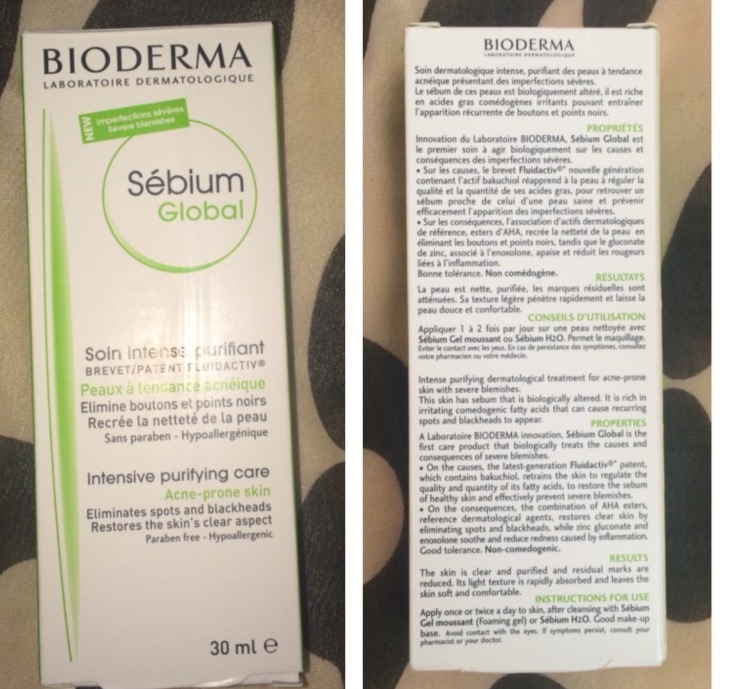 BIODERMA
LABORATOIRE DERMATOLOGIQUE
NEW
Imperfections sévères
Severe blemishes
Sébium
Global
Soin intense purifiant
BREVET/PATENT FLUIDACTIV®
Peaux à tendance acnéique
Elimine boutons et points noirs
Recrée la netteté de la peau
Sans paraben - Hypoallergénique
Intensive purifying care
Acne-prone skin
Eliminates spots and blackheads
Restores the skin's clear aspect
Paraben free - Hypoallergenic
30 ml e
BIODERMA
LABORATOIRE DERMATOLOGIQUE
Soin dermatologique intense, purifiant des peaux à tendance
acnéique présentant des imperfections sévères.
Le sébum de ces peaux est biologiquement altéré, il est riche
en acides gras comédogènes irritants pouvant entraîner
l'apparition récurrente de boutons et points noirs.
PROPRIÉTÉS
Innovation du Laboratoire BIODERMA, Sébium Global est
le premier soin à agir biologiquement sur les causes et
conséquences des imperfections sévères.
• Sur les causes, le brevet Fluidactiv®* nouvelle génération
contenant l'actif bakuchiol réapprend à la peau à réguler la
qualité et la quantité de ses acides gras, pour retrouver un
sébum proche de celui d'une peau saine et prévenir
efficacement l'apparition des imperfections sévères.
• Sur les conséquences, l'association d'actifs dermatologiques
de référence, esters d'AHA, recrée la netteté de la peau en
éliminant les boutons et points noirs, tandis que le gluconate
de zinc, associé à l'enoxolone, apaise et réduit les rougeurs
liées à l'inflammation.
Bonne tolérance. Non comédogène.
RÉSULTATS
La peau est nette, purifiée, les marques résiduelles sont
atténuées. Sa texture légère pénètre rapidement et laisse la
peau douce et confortable.
CONSEILS D'UTILISATION
Appliquer 1 à 2 fois par jour sur une peau nettoyée avec
Sébium Gel moussant ou Sébium H2O. Permet le maquillage.
Eviter le contact avec les yeux. En cas de persistance des symptômes, consultez
votre pharmacien ou votre médecin.
Intense purifying dermatological treatment for acne-prone
skin with severe blemishes.
This skin has sebum that is biologically altered. It is rich in
irritating comedogenic fatty acids that can cause recurring
spots and blackheads to appear.
PROPERTIES
A Laboratoire BIODERMA innovation, Sébium Global is the
first care product that biologically treats the causes and
consequences of severe blemishes.
• On the causes, the latest-generation Fluidactiv®* patent,
which contains bakuchiol, retrains the skin to regulate the
quality and quantity of its fatty acids, to restore the sebum
of healthy skin and effectively prevent severe blemishes.
• On the consequences, the combination of AHA esters,
reference dermatological agents, restores clear skin by
eliminating spots and blackheads, while zinc gluconate and
enoxolone soothe and reduce redness caused by inflammation.
Good tolerance. Non-comedogenic.
RESULTS
The skin is clear and purified and residual marks are
reduced. Its light texture is rapidly absorbed and leaves the
skin soft and comfortable.
INSTRUCTIONS FOR USE
Apply once or twice a day to skin, after cleansing with Sébium
Gel moussant (Foaming gel) or Sébium H2O. Good make-up
base. Avoid contact with the eyes. If symptoms persist, consult your
pharmacist or your doctor.